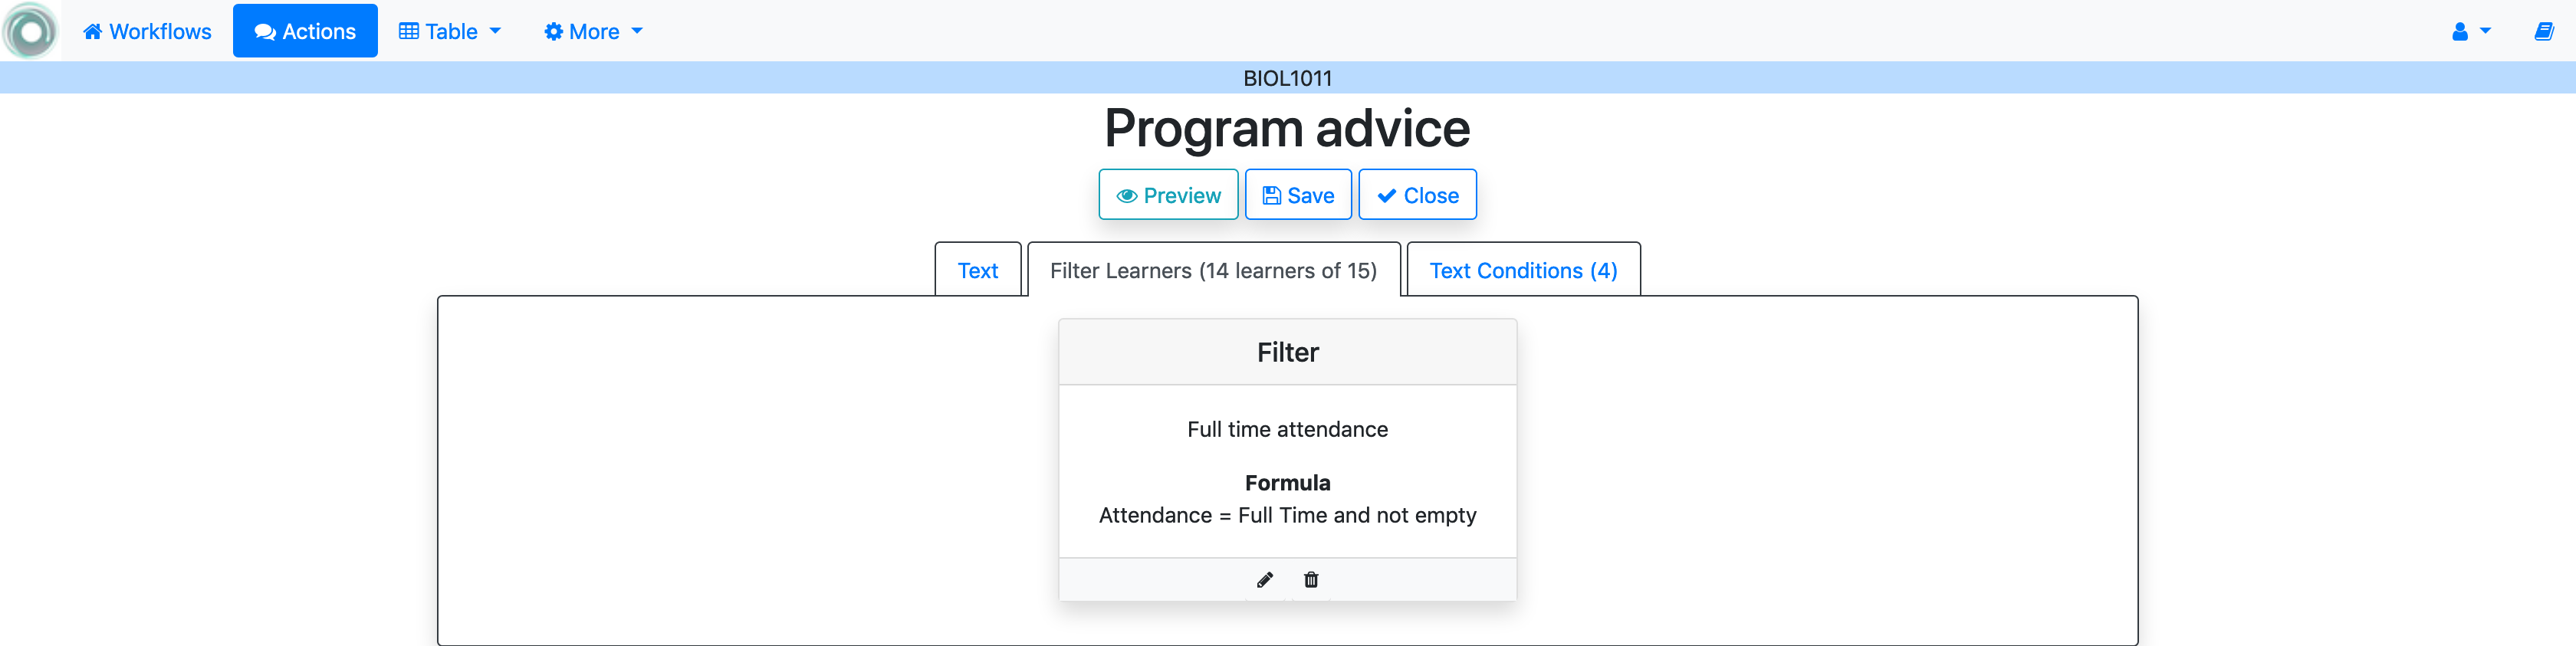 Workflows Actions Table More
BIOL1011
Program advice
Preview Save Close
Text Filter Learners (14 learners of 15) Text Conditions (4)
Filter
Full time attendance
Formula
Attendance = Full Time and not empty